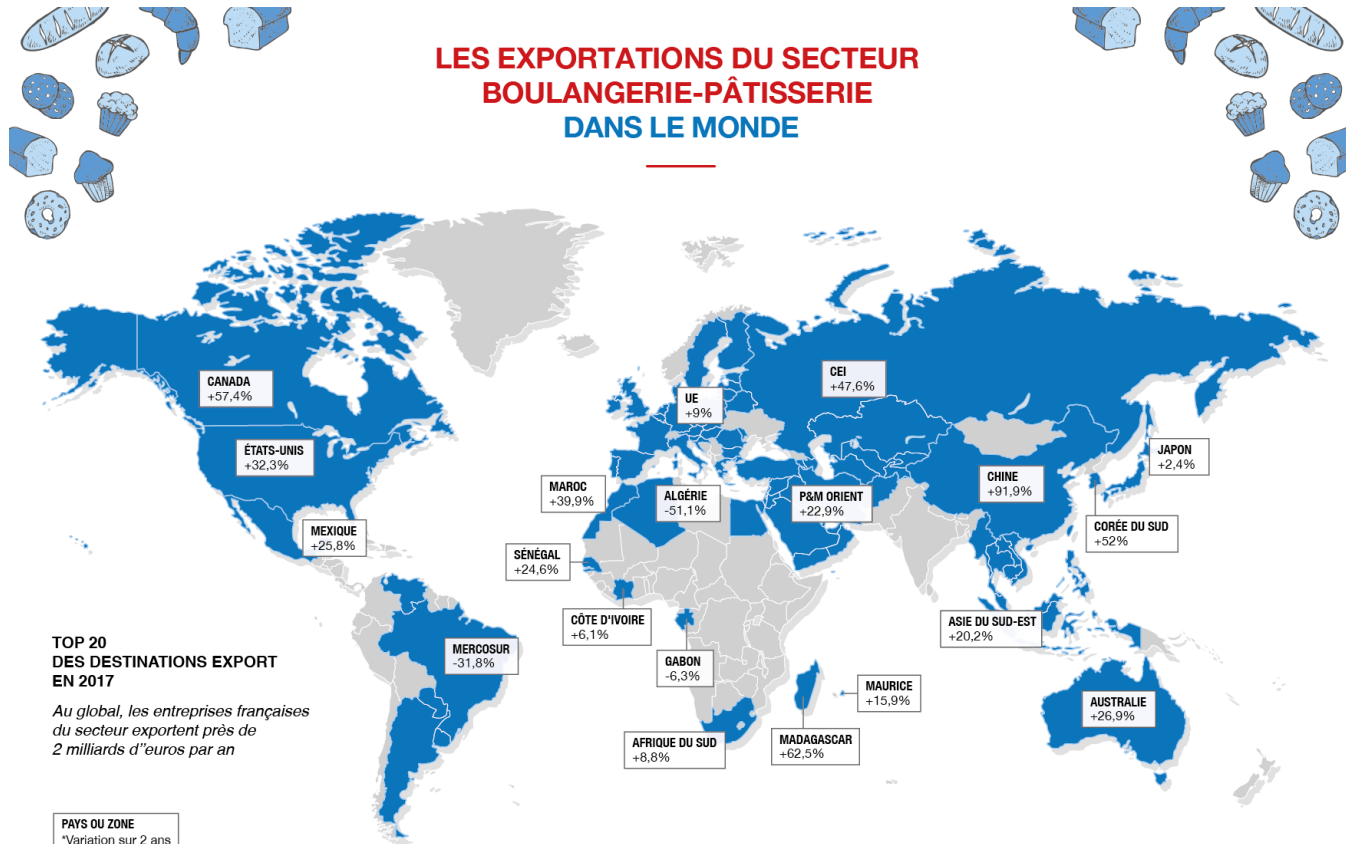 LES EXPORTATIONS DU SECTEUR
BOULANGERIE-PÂTISSERIE
DANS LE MONDE
CANADA
+57,4%
ÉTATS-UNIS
+32,3%
MEXIQUE
+25,8%
UE
+9%
CEI
+47,6%
MAROC
+39,9%
ALGÉRIE
-51,1%
P&M ORIENT
+22,9%
CHINE
+91,9%
JAPON
+2,4%
CORÉE DU SUD
+52%
SÉNÉGAL
+24,6%
CÔTE D'IVOIRE
+6,1%
GABON
-6,3%
ASIE DU SUD-EST
+20,2%
MERCOSUR
-31,8%
MAURICE
+15,9%
AUSTRALIE
+26,9%
AFRIQUE DU SUD
+8,8%
MADAGASCAR
+62,5%
TOP 20
DES DESTINATIONS EXPORT
EN 2017
Au global, les entreprises françaises
du secteur exportent près de
2 milliards d''euros par an
PAYS OU ZONE
*Variation sur 2 ans